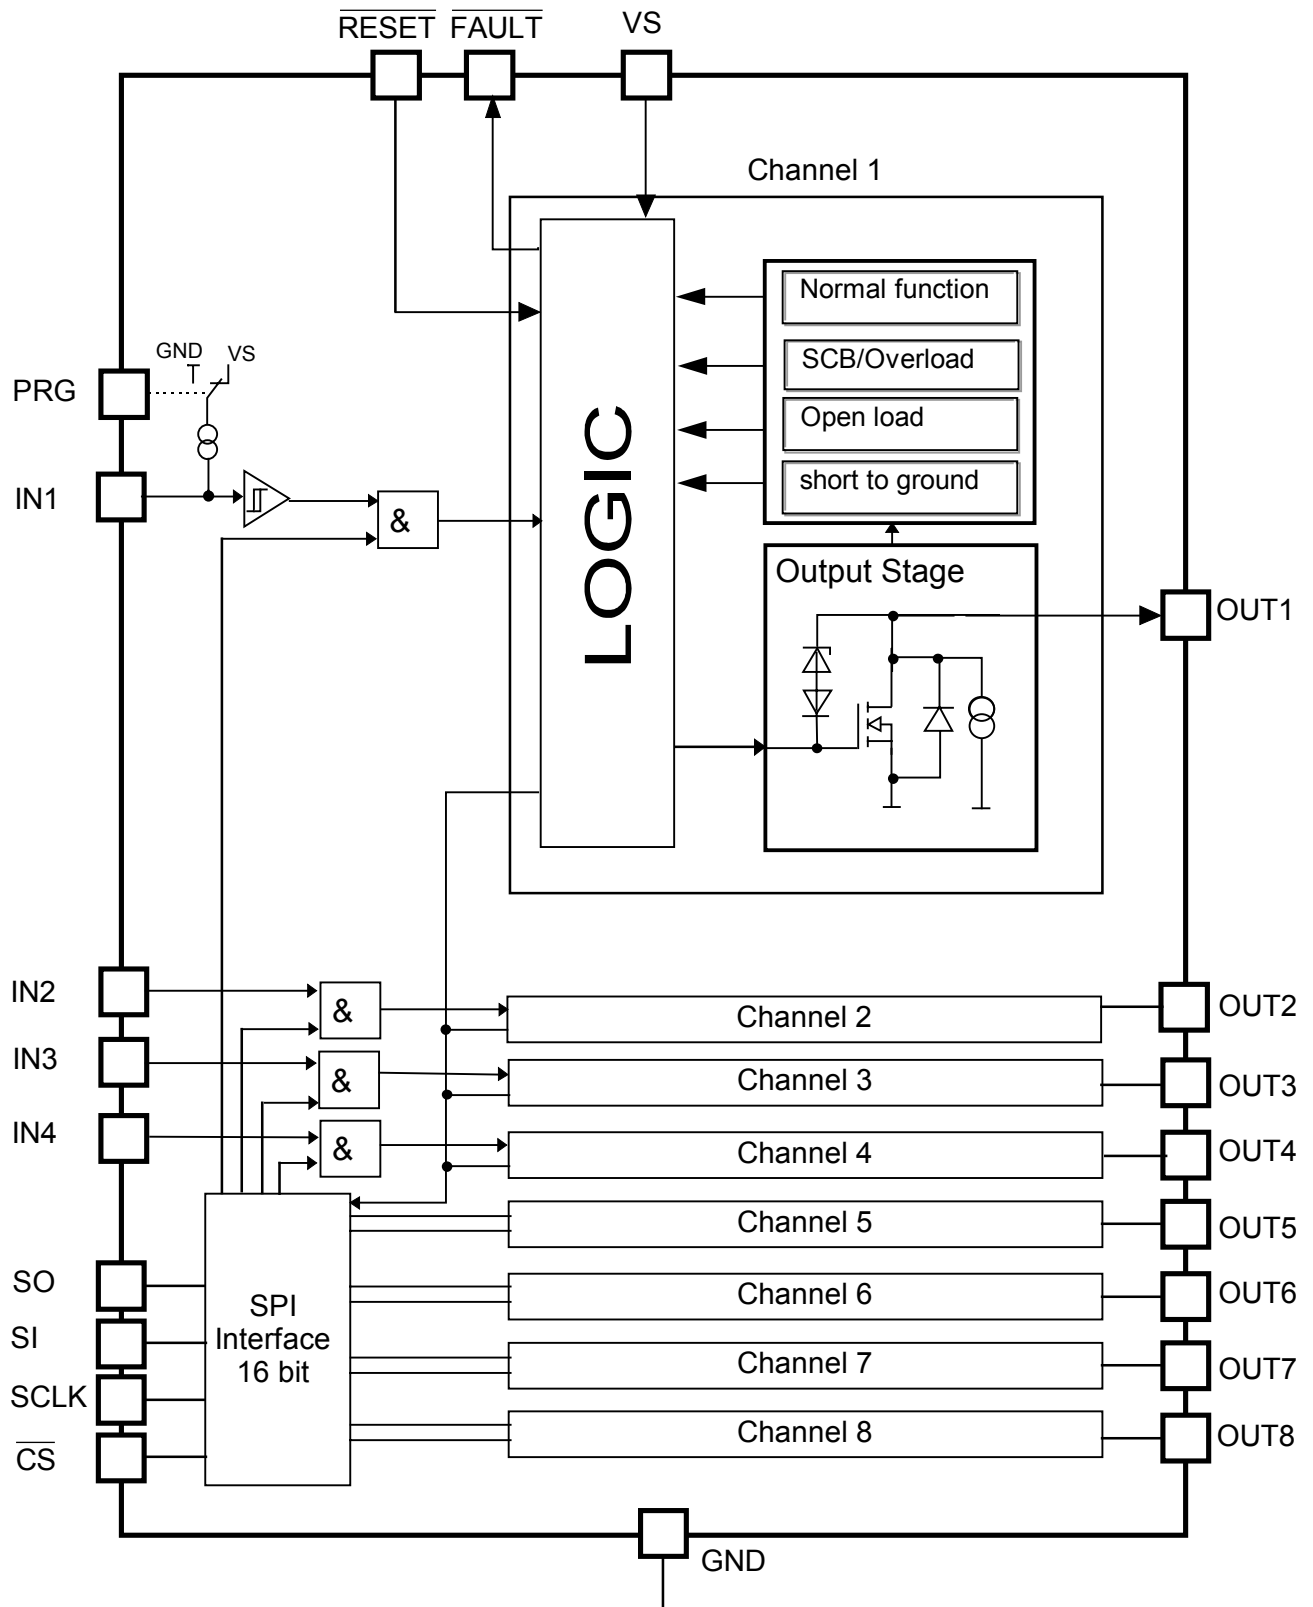 RESET FAULT VS
Channel 1
Normal function
GND VS
SCB/Overload
PRG
Open load
LOGIC
short to ground
IN1
&
Output Stage
OUT1
IN2
&
Channel 2
OUT2
IN3
&
Channel 3
OUT3
IN4
&
Channel 4
OUT4
Channel 5
OUT5
SO
Channel 6
OUT6
SPI
Interface
16 bit
SI
Channel 7
OUT7
SCLK
Channel 8
OUT8
CS
GND